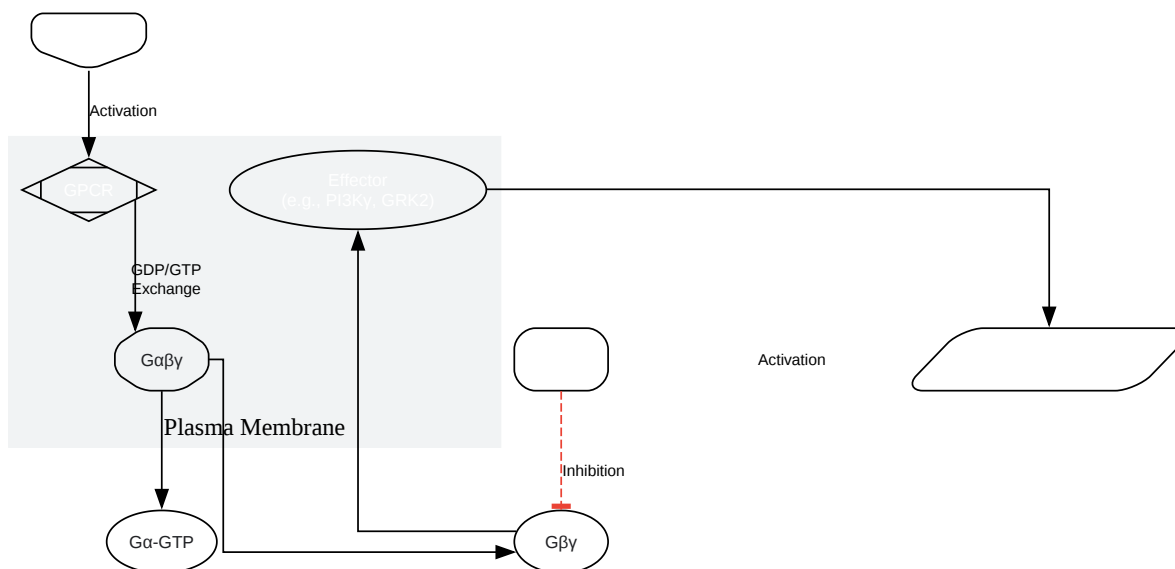 Activation
GPCR
Effector
(e.g., PI3Kγ, GRK2)
GDP/GTP
Exchange
Gαβγ
Activation
Plasma Membrane
Inhibition
Gα-GTP
Gβγ